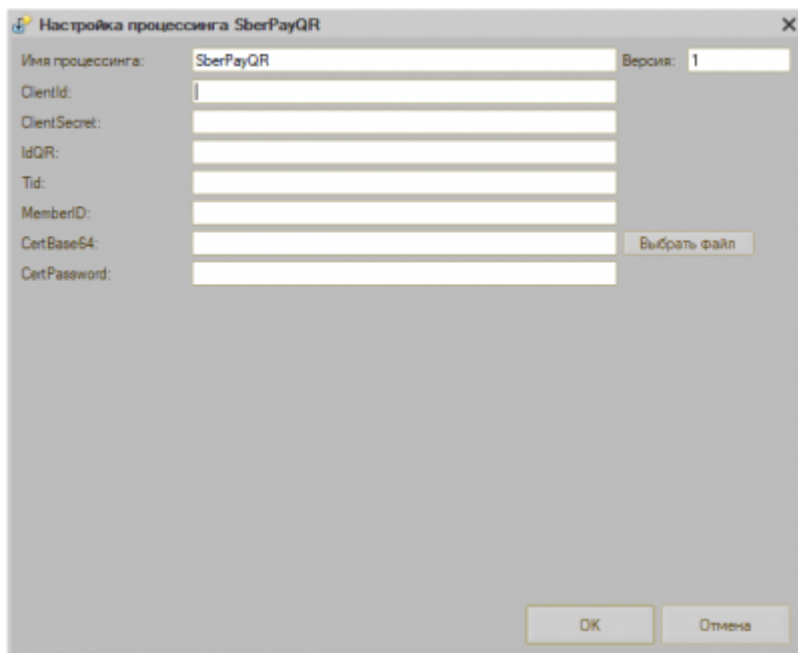 Настройка процессинга SberPayQR
Имя процессинга: SberPayQR Версия: 1
ClientId:
ClientSecret:
IdQR:
Tid:
MemberID:
CertBase64: Выбрать файл
CertPassword:
OK Отмена